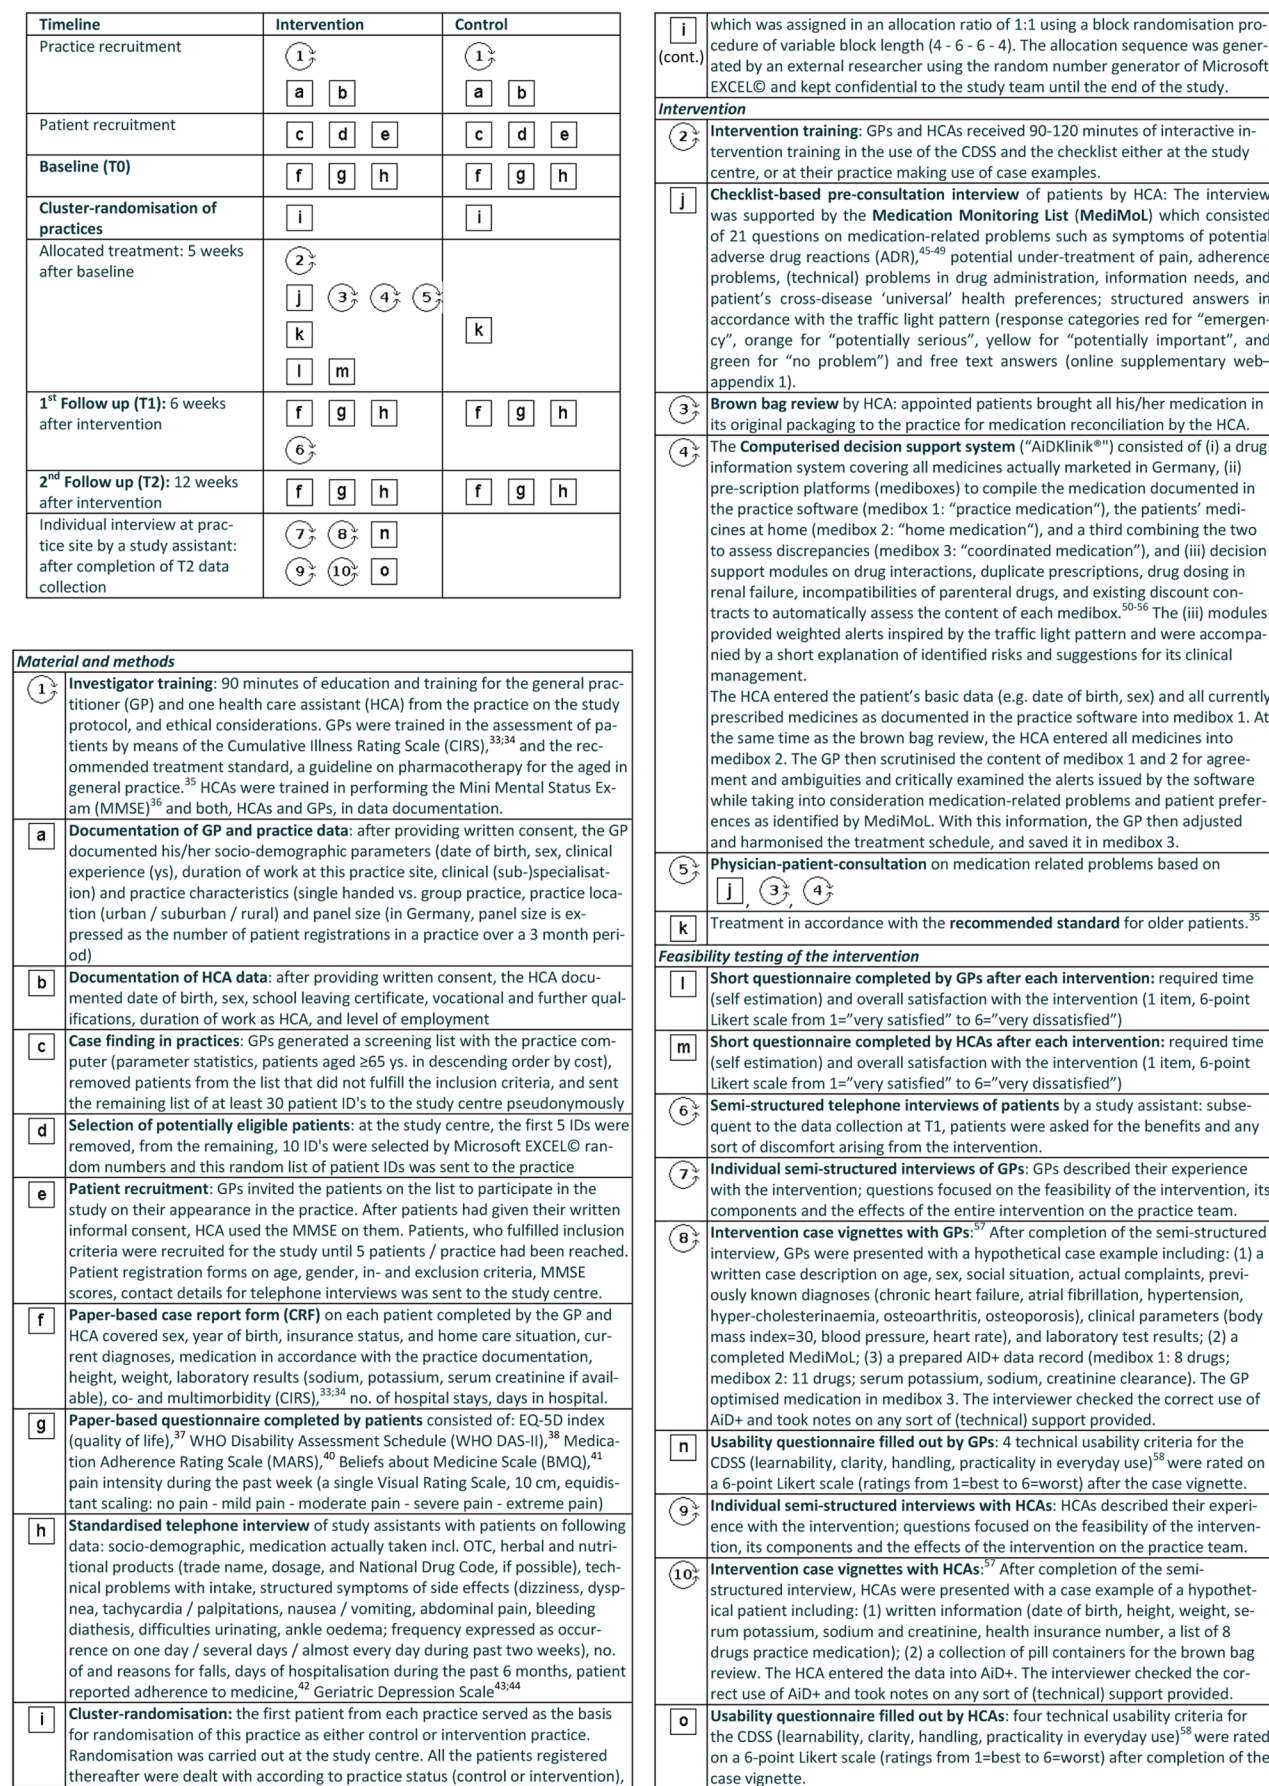 Timeline Intervention Control
Practice recruitment
1 1
a b a b
Patient recruitment
c d e c d e
Baseline (T0)
f g h f g h
Cluster-randomisation of
practices
i i
Allocated treatment: 5 weeks
after baseline
2
j 3 4 5
k k
l m
1st Follow up (T1): 6 weeks
after intervention
f g h f g h
6
2nd Follow up (T2): 12 weeks
after intervention
f g h f g h
Individual interview at prac-
tice site by a study assistant:
after completion of T2 data
collection
7 8 n
9 10 o
Material and methods
1 Investigator training: 90 minutes of education and training for the general prac-
titioner (GP) and one health care assistant (HCA) from the practice on the study
protocol, and ethical considerations. GPs were trained in the assessment of pa-
tients by means of the Cumulative Illness Rating Scale (CIRS),33;34 and the rec-
ommended treatment standard, a guideline on pharmacotherapy for the aged in
general practice.35 HCAs were trained in performing the Mini Mental Status Ex-
am (MMSE)36 and both, HCAs and GPs, in data documentation.
a Documentation of GP and practice data: after providing written consent, the GP
documented his/her socio-demographic parameters (date of birth, sex, clinical
experience (ys), duration of work at this practice site, clinical (sub-)specialisat-
ion) and practice characteristics (single handed vs. group practice, practice loca-
tion (urban / suburban / rural) and panel size (in Germany, panel size is ex-
pressed as the number of patient registrations in a practice over a 3 month peri-
od)
b Documentation of HCA data: after providing written consent, the HCA docu-
mented date of birth, sex, school leaving certificate, vocational and further qual-
ifications, duration of work as HCA, and level of employment
c Case finding in practices: GPs generated a screening list with the practice com-
puter (parameter statistics, patients aged ≥65 ys. in descending order by cost),
removed patients from the list that did not fulfill the inclusion criteria, and sent
the remaining list of at least 30 patient ID's to the study centre pseudonymously
d Selection of potentially eligible patients: at the study centre, the first 5 IDs were
removed, from the remaining, 10 ID's were selected by Microsoft EXCEL© ran-
dom numbers and this random list of patient IDs was sent to the practice
e Patient recruitment: GPs invited the patients on the list to participate in the
study on their appearance in the practice. After patients had given their written
informal consent, HCA used the MMSE on them. Patients, who fulfilled inclusion
criteria were recruited for the study until 5 patients / practice had been reached.
Patient registration forms on age, gender, in- and exclusion criteria, MMSE
scores, contact details for telephone interviews was sent to the study centre.
f Paper-based case report form (CRF) on each patient completed by the GP and
HCA covered sex, year of birth, insurance status, and home care situation, cur-
rent diagnoses, medication in accordance with the practice documentation,
height, weight, laboratory results (sodium, potassium, serum creatinine if avail-
able), co- and multimorbidity (CIRS),33;34 no. of hospital stays, days in hospital.
g Paper-based questionnaire completed by patients consisted of: EQ-5D index
(quality of life),37 WHO Disability Assessment Schedule (WHO DAS-II),38 Medica-
tion Adherence Rating Scale (MARS),40 Beliefs about Medicine Scale (BMQ),41
pain intensity during the past week (a single Visual Rating Scale, 10 cm, equidis-
tant scaling: no pain - mild pain - moderate pain - severe pain - extreme pain)
h Standardised telephone interview of study assistants with patients on following
data: socio-demographic, medication actually taken incl. OTC, herbal and nutri-
tional products (trade name, dosage, and National Drug Code, if possible), tech-
nical problems with intake, structured symptoms of side effects (dizziness, dysp-
nea, tachycardia / palpitations, nausea / vomiting, abdominal pain, bleeding
diathesis, difficulties urinating, ankle oedema; frequency expressed as occur-
rence on one day / several days / almost every day during past two weeks), no.
of and reasons for falls, days of hospitalisation during the past 6 months, patient
reported adherence to medicine,42 Geriatric Depression Scale43;44
i Cluster-randomisation: the first patient from each practice served as the basis
for randomisation of this practice as either control or intervention practice.
Randomisation was carried out at the study centre. All the patients registered
thereafter were dealt with according to practice status (control or intervention),
i (cont.) which was assigned in an allocation ratio of 1:1 using a block randomisation pro-
cedure of variable block length (4 - 6 - 6 - 4). The allocation sequence was gener-
ated by an external researcher using the random number generator of Microsoft
EXCEL© and kept confidential to the study team until the end of the study.
Intervention
2 Intervention training: GPs and HCAs received 90-120 minutes of interactive in-
tervention training in the use of the CDSS and the checklist either at the study
centre, or at their practice making use of case examples.
j Checklist-based pre-consultation interview of patients by HCA: The interview
was supported by the Medication Monitoring List (MediMoL) which consisted
of 21 questions on medication-related problems such as symptoms of potential
adverse drug reactions (ADR),45-49 potential under-treatment of pain, adherence
problems, (technical) problems in drug administration, information needs, and
patient's cross-disease 'universal' health preferences; structured answers in
accordance with the traffic light pattern (response categories red for "emergen-
cy", orange for "potentially serious", yellow for "potentially important", and
green for "no problem") and free text answers (online supplementary web–
appendix 1).
3 Brown bag review by HCA: appointed patients brought all his/her medication in
its original packaging to the practice for medication reconciliation by the HCA.
4 The Computerised decision support system ("AiDKlinik®") consisted of (i) a drug
information system covering all medicines actually marketed in Germany, (ii)
pre-scription platforms (mediboxes) to compile the medication documented in
the practice software (medibox 1: "practice medication"), the patients' medi-
cines at home (medibox 2: "home medication"), and a third combining the two
to assess discrepancies (medibox 3: "coordinated medication"), and (iii) decision
support modules on drug interactions, duplicate prescriptions, drug dosing in
renal failure, incompatibilities of parenteral drugs, and existing discount con-
tracts to automatically assess the content of each medibox.50-56 The (iii) modules
provided weighted alerts inspired by the traffic light pattern and were accompa-
nied by a short explanation of identified risks and suggestions for its clinical
management.
The HCA entered the patient's basic data (e.g. date of birth, sex) and all currently
prescribed medicines as documented in the practice software into medibox 1. At
the same time as the brown bag review, the HCA entered all medicines into
medibox 2. The GP then scrutinised the content of medibox 1 and 2 for agree-
ment and ambiguities and critically examined the alerts issued by the software
while taking into consideration medication-related problems and patient prefer-
ences as identified by MediMoL. With this information, the GP then adjusted
and harmonised the treatment schedule, and saved it in medibox 3.
5 Physician-patient-consultation on medication related problems based on
j , 3 , 4
k Treatment in accordance with the recommended standard for older patients.35
Feasibility testing of the intervention
l Short questionnaire completed by GPs after each intervention: required time
(self estimation) and overall satisfaction with the intervention (1 item, 6-point
Likert scale from 1="very satisfied" to 6="very dissatisfied")
m Short questionnaire completed by HCAs after each intervention: required time
(self estimation) and overall satisfaction with the intervention (1 item, 6-point
Likert scale from 1="very satisfied" to 6="very dissatisfied")
6 Semi-structured telephone interviews of patients by a study assistant: subse-
quent to the data collection at T1, patients were asked for the benefits and any
sort of discomfort arising from the intervention.
7 Individual semi-structured interviews of GPs: GPs described their experience
with the intervention; questions focused on the feasibility of the intervention, its
components and the effects of the entire intervention on the practice team.
8 Intervention case vignettes with GPs:57 After completion of the semi-structured
interview, GPs were presented with a hypothetical case example including: (1) a
written case description on age, sex, social situation, actual complaints, previ-
ously known diagnoses (chronic heart failure, atrial fibrillation, hypertension,
hyper-cholesterinaemia, osteoarthritis, osteoporosis), clinical parameters (body
mass index=30, blood pressure, heart rate), and laboratory test results; (2) a
completed MediMoL; (3) a prepared AID+ data record (medibox 1: 8 drugs;
medibox 2: 11 drugs; serum potassium, sodium, creatinine clearance). The GP
optimised medication in medibox 3. The interviewer checked the correct use of
AiD+ and took notes on any sort of (technical) support provided.
n Usability questionnaire filled out by GPs: 4 technical usability criteria for the
CDSS (learnability, clarity, handling, practicality in everyday use)58 were rated on
a 6-point Likert scale (ratings from 1=best to 6=worst) after the case vignette.
9 Individual semi-structured interviews with HCAs: HCAs described their experi-
ence with the intervention; questions focused on the feasibility of the interven-
tion, its components and the effects of the intervention on the practice team.
10 Intervention case vignettes with HCAs:57 After completion of the semi-
structured interview, HCAs were presented with a case example of a hypothet-
ical patient including: (1) written information (date of birth, height, weight, se-
rum potassium, sodium and creatinine, health insurance number, a list of 8
drugs practice medication); (2) a collection of pill containers for the brown bag
review. The HCA entered the data into AiD+. The interviewer checked the cor-
rect use of AiD+ and took notes on any sort of (technical) support provided.
o Usability questionnaire filled out by HCAs: four technical usability criteria for
the CDSS (learnability, clarity, handling, practicality in everyday use)58 were rated
on a 6-point Likert scale (ratings from 1=best to 6=worst) after completion of the
case vignette.